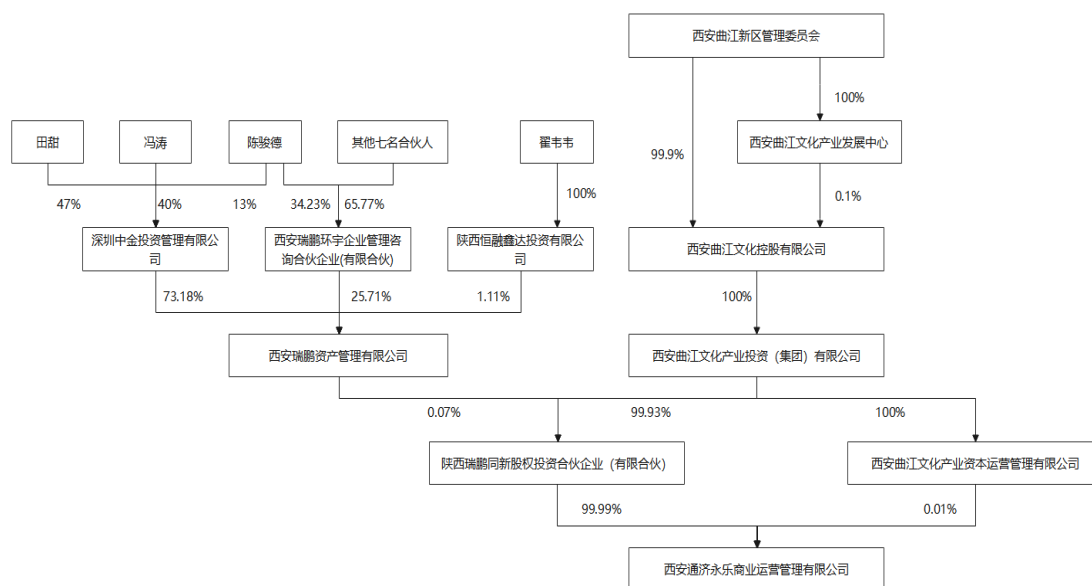 西安曲江新区管理委员会
100%
田甜
冯涛
陈骏德
其他七名合伙人
翟韦韦
西安曲江文化产业发展中心
99.9%
100%
0.1%
47%
40%
13%
34.23%
65.77%
深圳中金投资管理有限公
司
西安瑞鹏环宇企业管理咨
询合伙企业(有限合伙)
陕西恒融鑫达投资有限公
司
西安曲江文化控股有限公司
73.18%
25.71%
1.11%
100%
西安瑞鹏资产管理有限公司
西安曲江文化产业投资（集团）有限公司
0.07%
99.93%
100%
陕西瑞鹏同新股权投资合伙企业（有限合伙）
西安曲江文化产业资本运营管理有限公司
99.99%
0.01%
西安通济永乐商业运营管理有限公司